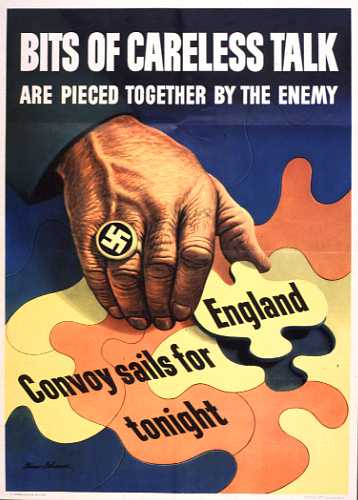 BITS OF CARELESS TALK
ARE PIECED TOGETHER BY THE ENEMY
England
Convoy sails for
tonight